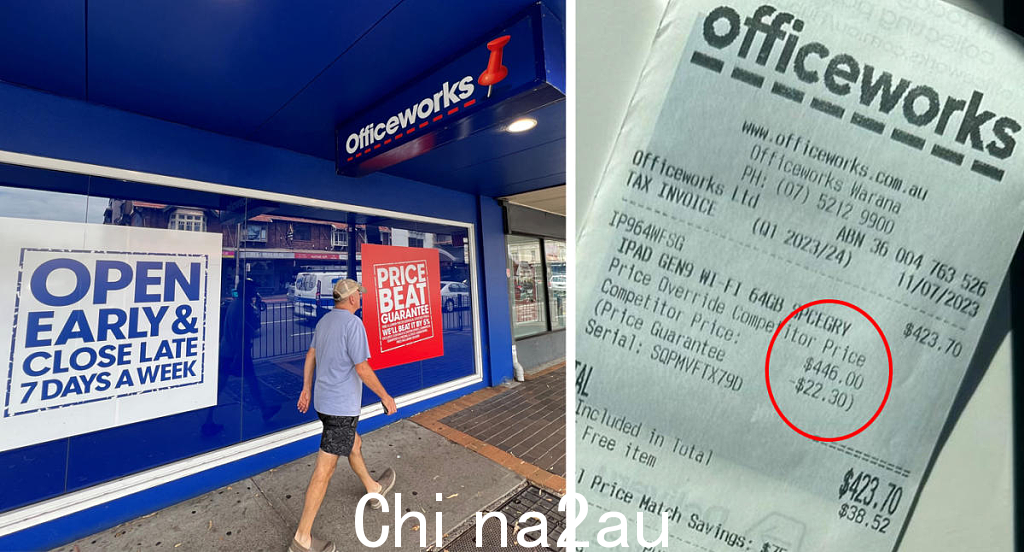 Officeworks
OPEN
EARLY &
CLOSE LATE
7 DAYS A WEEK
PRICE
BEAT
GUARANTEE
WE'LL BEAT IT BY 5%
officeworks
www.officeworks.com.au
Officeworks Warana
PH: (07) 5212 9900
Officeworks Ltd ABN 36 004 763 526
TAX INVOICE (Q1 2023/24) 11/07/2023
IP964WFSG
IPAD GEN9 WI-FI 64GB SPCEGRY $423.70
Price Override Competitor Price
Competitor Price: $446.00
(Price Guarantee -$22.30)
Serial: SQPMVFTX79D
$423.70
Included in Total $38.52
Free item
Price Match Savings:
China2au